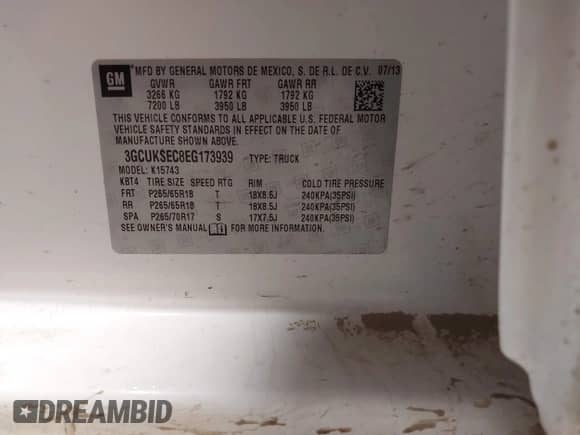 GM
MFD BY GENERAL MOTORS DE MEXICO, S. DE R.L. DE C.V. 07/13
GVWR GAWR FRT GAWR RR
3266 KG 1792 KG 1792 KG
7200 LB 3950 LB 3950 LB
THIS VEHICLE CONFORMS TO ALL APPLICABLE U.S. FEDERAL MOTOR
VEHICLE SAFETY STANDARDS IN EFFECT ON THE DATE OF
MANUFACTURE SHOWN ABOVE.
3GCUKSEC8EG173939 TYPE: TRUCK
MODEL: K15743
KBT4 TIRE SIZE SPEED RTG RIM COLD TIRE PRESSURE
FRT P265/65R18 T 18X8.5J 240KPA(35PSI)
RR P265/65R18 T 18X8.5J 240KPA(35PSI)
SPA P265/70R17 S 17X7.5J 240KPA(35PSI)
SEE OWNER'S MANUAL FOR MORE INFORMATION.
DREAMBID